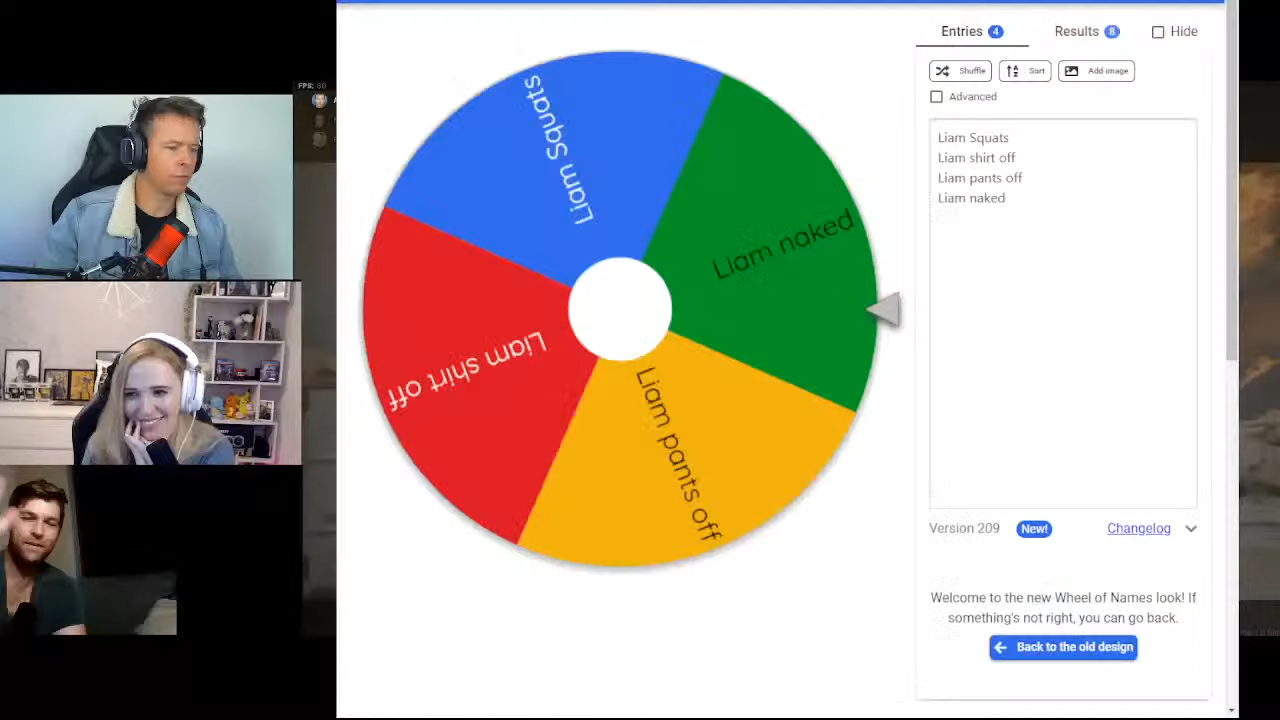 FPS: 30
Liam Squats
Liam naked
Liam shirt off
Liam pants off
Entries 4
Results 8
Hide
Shuffle
Sort
Add image
Advanced
Liam Squats
Liam shirt off
Liam pants off
Liam naked
Version 209
New!
Changelog
Welcome to the new Wheel of Names look! If
something's not right, you can go back.
Back to the old design